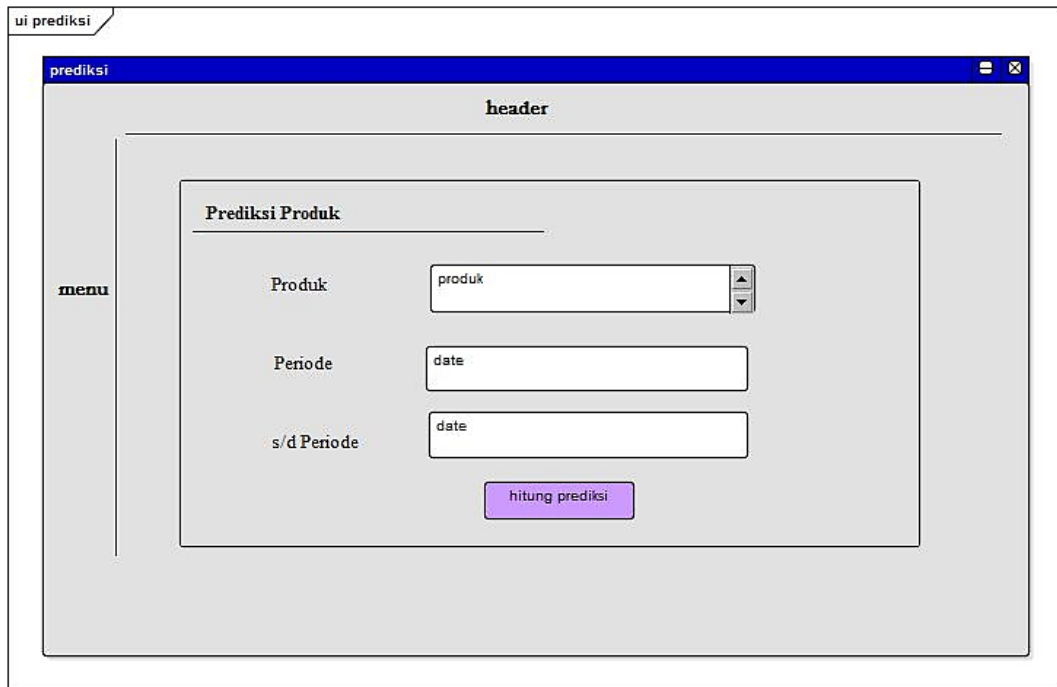 ui prediksi
prediksi
header
menu
Prediksi Produk
Produk
produk
Periode
date
s/d Periode
date
hitung prediksi